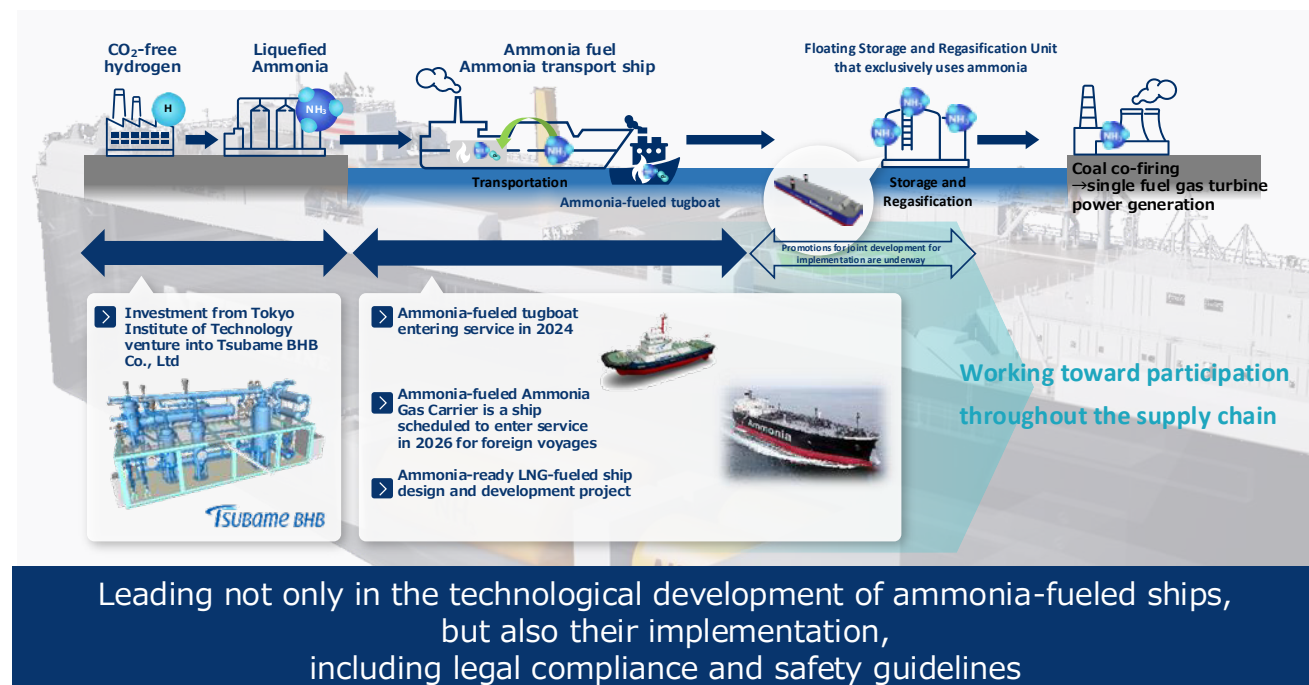 CO₂-free
hydrogen
Liquefied
Ammonia
Ammonia fuel
Ammonia transport ship
Floating Storage and Regasification Unit
that exclusively uses ammonia
H
NH₃
NH₃
NH₃
NH₃
NH₃
NH₃
Transportation
Ammonia-fueled tugboat
Storage and
Regasification
Coal co-firing
→single fuel gas turbine
power generation
Promotions for joint development for
implementation are underway
Investment from Tokyo
Institute of Technology
venture into Tsubame BHB
Co., Ltd
TSUBAME BHB
Ammonia-fueled tugboat
entering service in 2024
Ammonia-fueled Ammonia
Gas Carrier is a ship
scheduled to enter service
in 2026 for foreign voyages
Ammonia
Ammonia-ready LNG-fueled ship
design and development project
Working toward participation
throughout the supply chain
Leading not only in the technological development of ammonia-fueled ships,
but also their implementation,
including legal compliance and safety guidelines